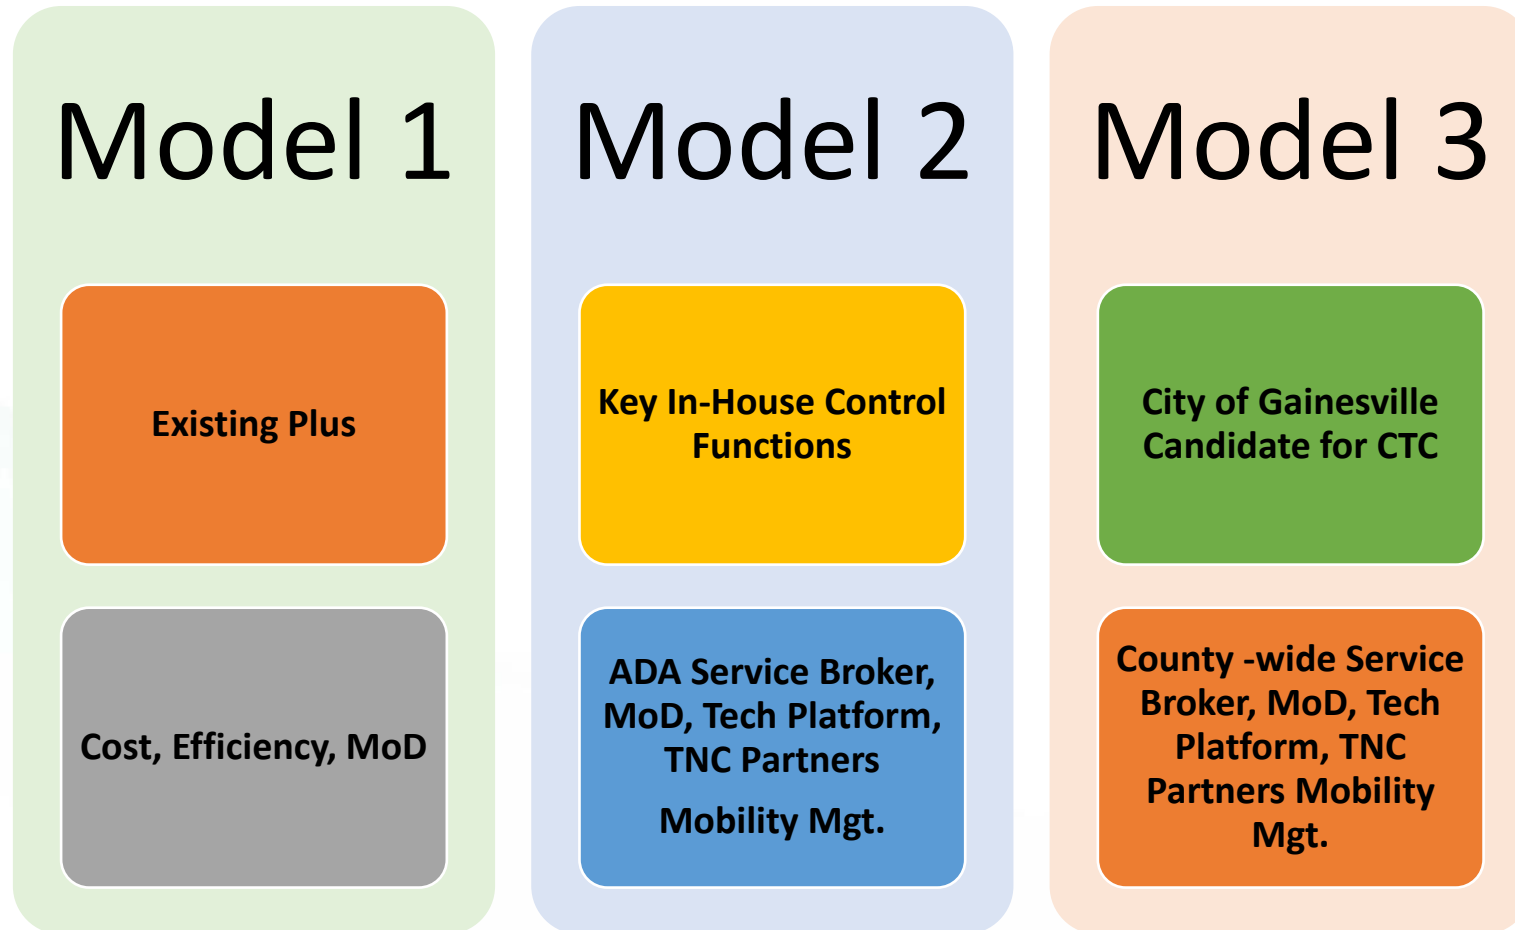 Model 1
Existing Plus
Cost, Efficiency, MoD
Model 2
Key In-House Control
Functions
ADA Service Broker,
MoD, Tech Platform,
TNC Partners
Mobility Mgt.
Model 3
City of Gainesville
Candidate for CTC
County -wide Service
Broker, MoD, Tech
Platform, TNC
Partners Mobility
Mgt.